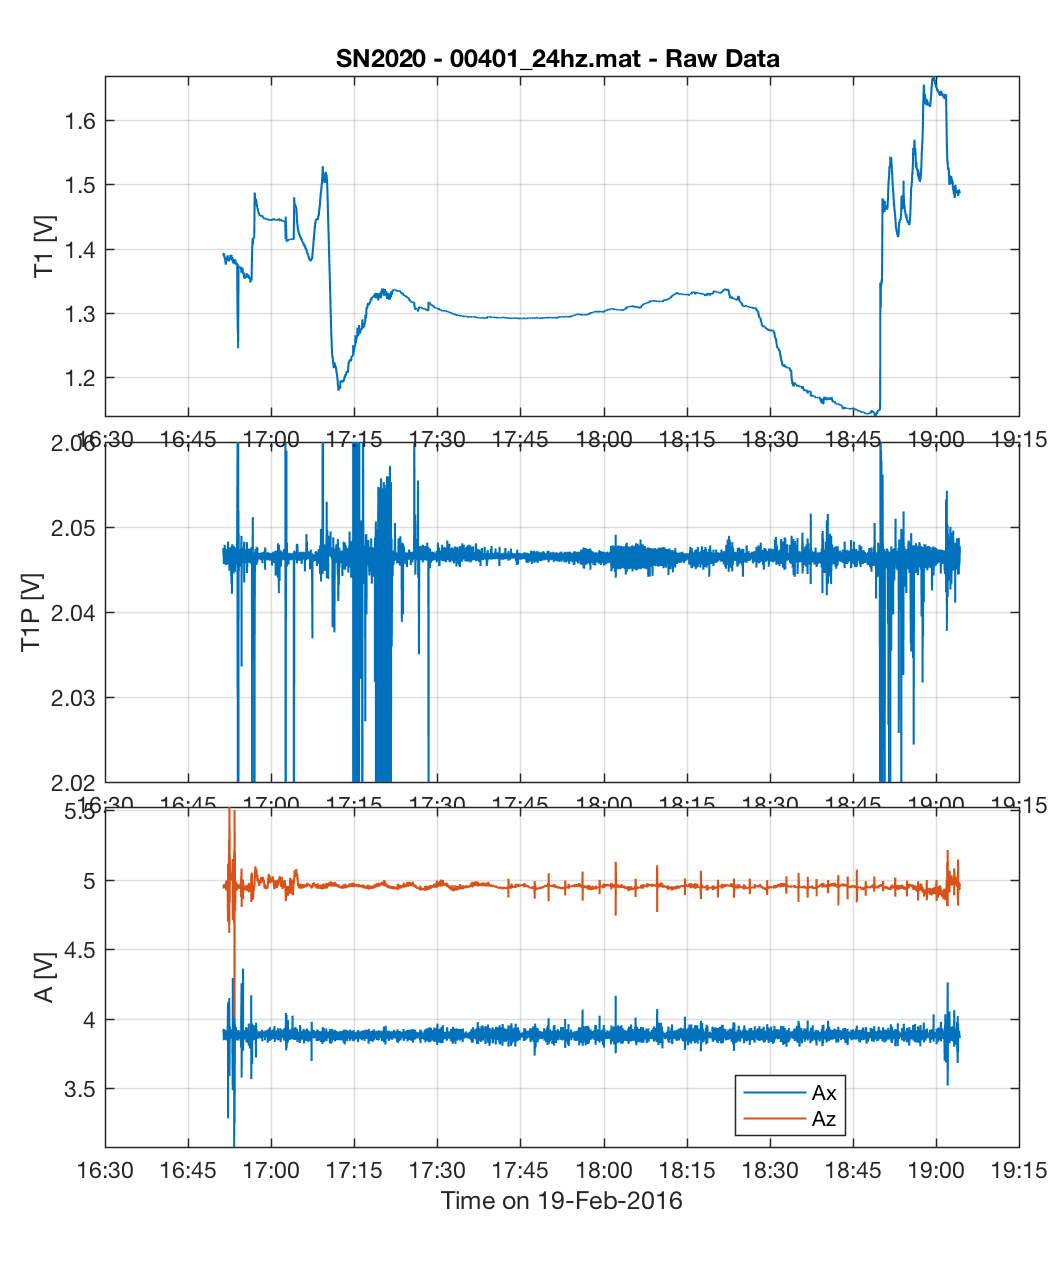 SN2020 - 00401_24hz.mat - Raw Data
1.6
1.5
1.4
1.3
1.2
T1 [V]
16:30 16:45 17:00 17:15 17:30 17:45 18:00 18:15 18:30 18:45 19:00 19:15
2.06
2.05
2.04
2.03
2.02
T1P [V]
16:30 16:45 17:00 17:15 17:30 17:45 18:00 18:15 18:30 18:45 19:00 19:15
5.5
5
4.5
4
3.5
A [V]
Ax
Az
16:30 16:45 17:00 17:15 17:30 17:45 18:00 18:15 18:30 18:45 19:00 19:15
Time on 19-Feb-2016